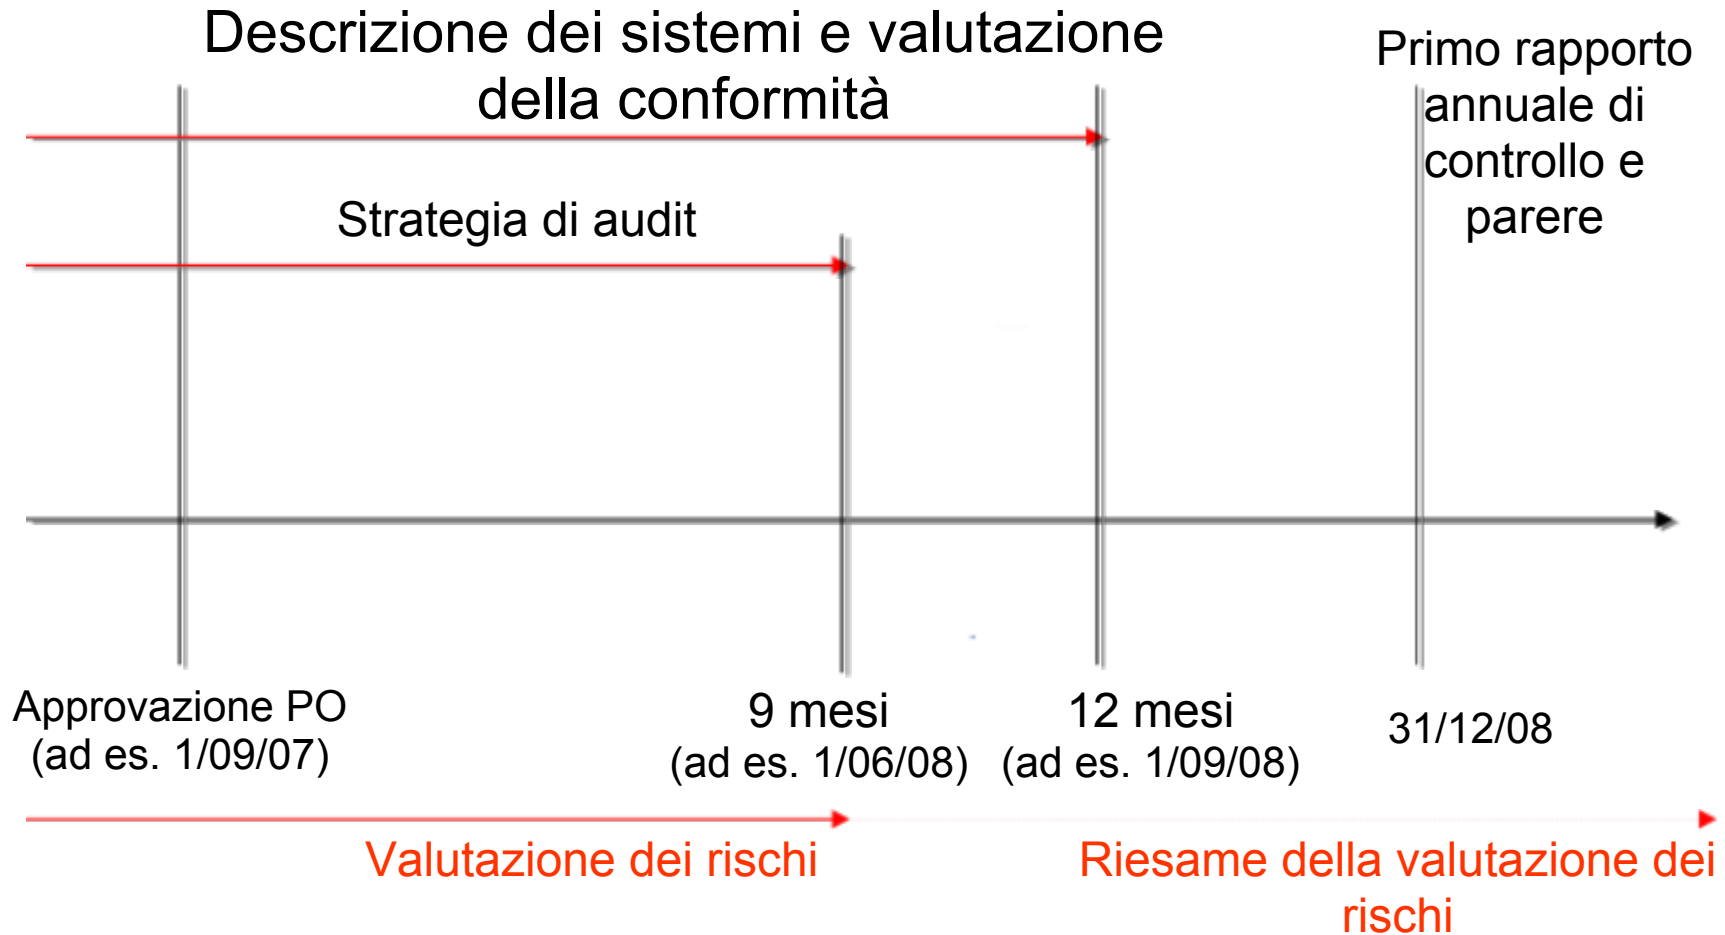 Descrizione dei sistemi e valutazione
della conformità
Primo rapporto
annuale di
controllo e
parere
Strategia di audit
Approvazione PO
(ad es. 1/09/07)
9 mesi
(ad es. 1/06/08)
12 mesi
(ad es. 1/09/08)
31/12/08
Valutazione dei rischi
Riesame della valutazione dei
rischi